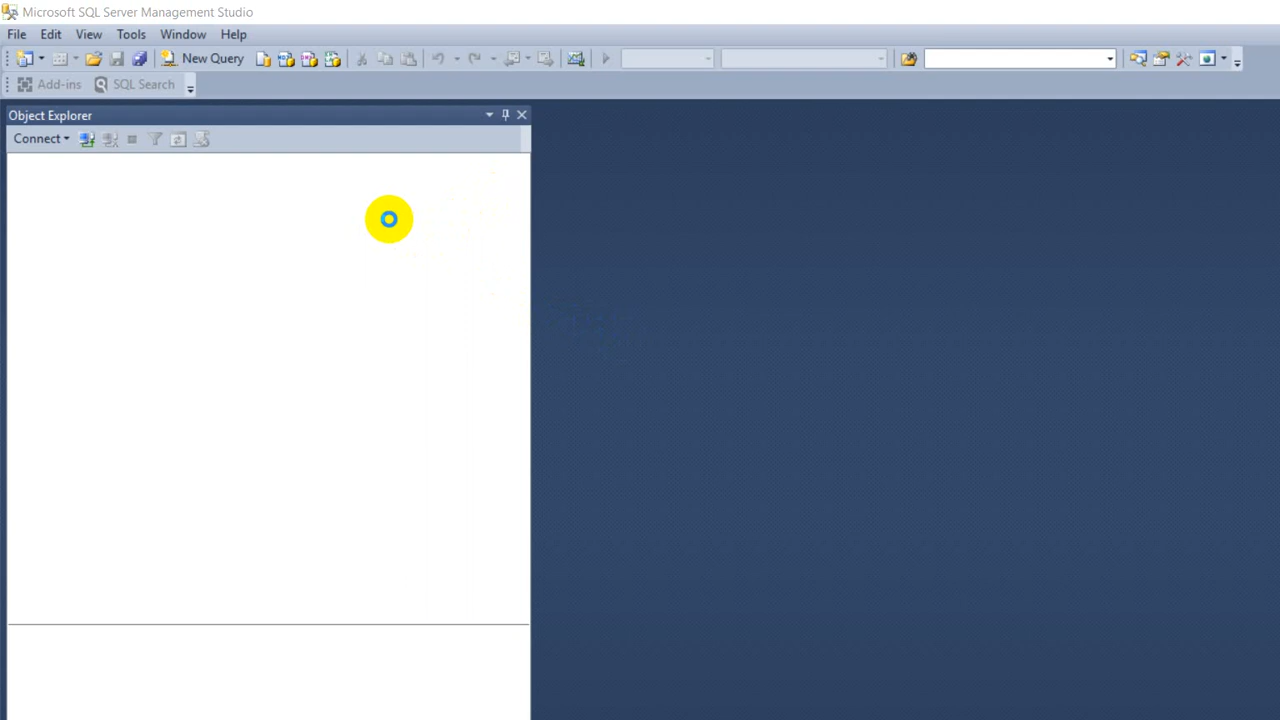 Microsoft SQL Server Management Studio
File Edit View Tools Window Help
New Query
Add-ins SQL Search
Object Explorer
Connect